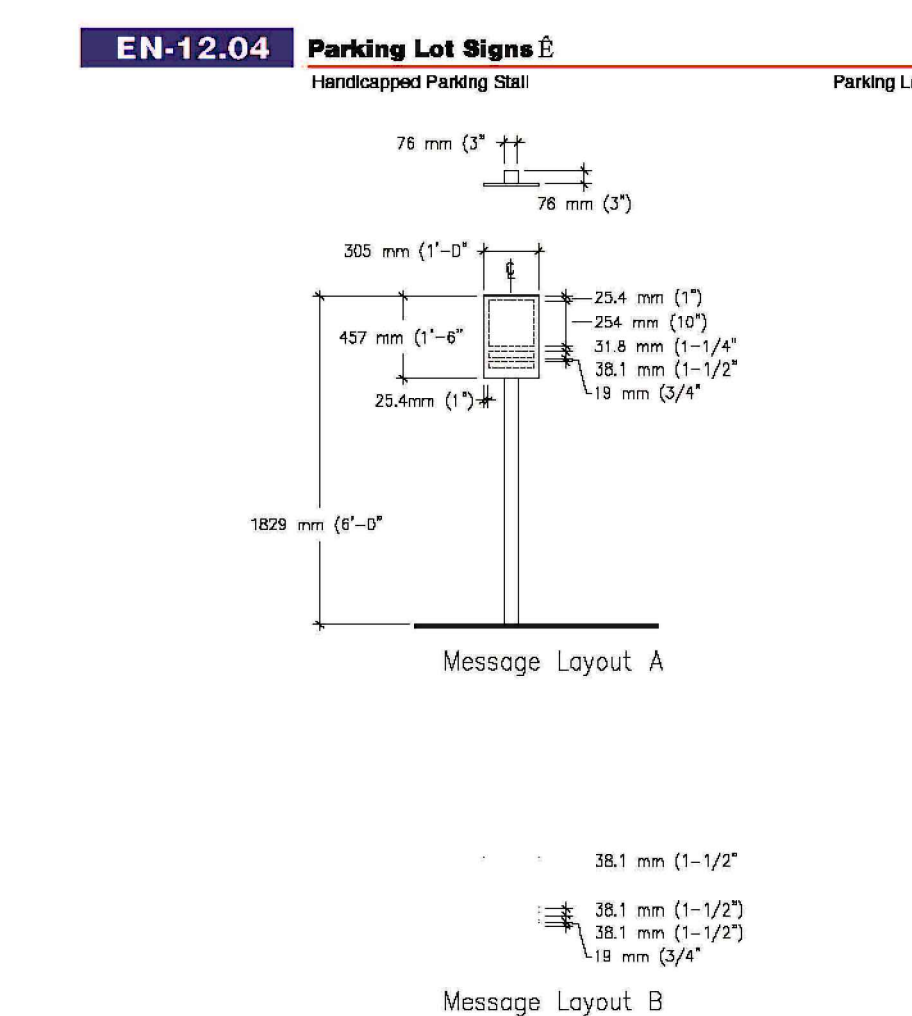 EN-12.04 Parking Lot Signs Ê
Handicapped Parking Stall
Parking
76 mm (3"
76 mm (3")
305 mm (1'-0"
℄
25.4 mm (1")
254 mm (10")
457 mm (1'-6"
31.8 mm (1-1/4"
38.1 mm (1-1/2"
19 mm (3/4"
25.4mm (1")
1829 mm (6'-0"
Message Layout A
38.1 mm (1-1/2"
38.1 mm (1-1/2")
38.1 mm (1-1/2")
19 mm (3/4"
Message Layout B